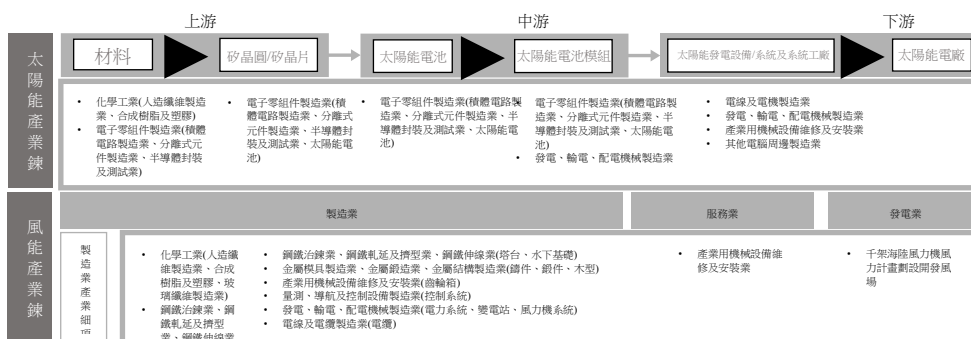 上游
中游
下游
太陽能產業鍊
材料
矽晶圓/矽晶片
太陽能電池
太陽能電池模組
太陽能發電設備/系統及系統工廠
太陽能電廠
• 化學工業(人造纖維製造
業、合成樹脂及塑膠)
• 電子零組件製造業(積體
電路製造業、分離式元
件製造業、半導體封裝
及測試業)
• 電子零組件製造業(積
體電路製造業、分離式
元件製造業、半導體封
裝及測試業、太陽能電
池)
• 電子零組件製造業(積體電路製
造業、分離式元件製造業、半
導體封裝及測試業、太陽能電
池)
電子零組件製造業(積體電路製
造業、分離式元件製造業、半
導體封裝及測試業、太陽能電
池)
• 發電、輸電、配電機械製造業
• 電線及電機製造業
• 發電、輸電、配電機械製造業
• 產業用機械設備維修及安裝業
• 其他電腦周邊製造業
風能產業鍊
製造業
服務業
發電業
製造業產業細項
• 化學工業(人造纖
維製造業、合成
樹脂及塑膠、玻
璃纖維製造業)
• 鋼鐵治鍊業、鋼
鐵軋延及擠型
業、鋼鐵伸線業
• 鋼鐵治鍊業、鋼鐵軋延及擠型業、鋼鐵伸線業(塔台、水下基礎)
• 金屬模具製造業、金屬鍛造業、金屬結構製造業(鑄件、鍛件、木型)
• 產業用機械設備維修及安裝業(齒輪箱)
• 量測、導航及控制設備製造業(控制系統)
• 發電、輸電、配電機械製造業(電力系統、變電站、風力機系統)
• 電線及電纜製造業(電纜)
• 產業用機械設備維
修及安裝業
• 千架海陸風力機風
力計畫劃設開發風
場